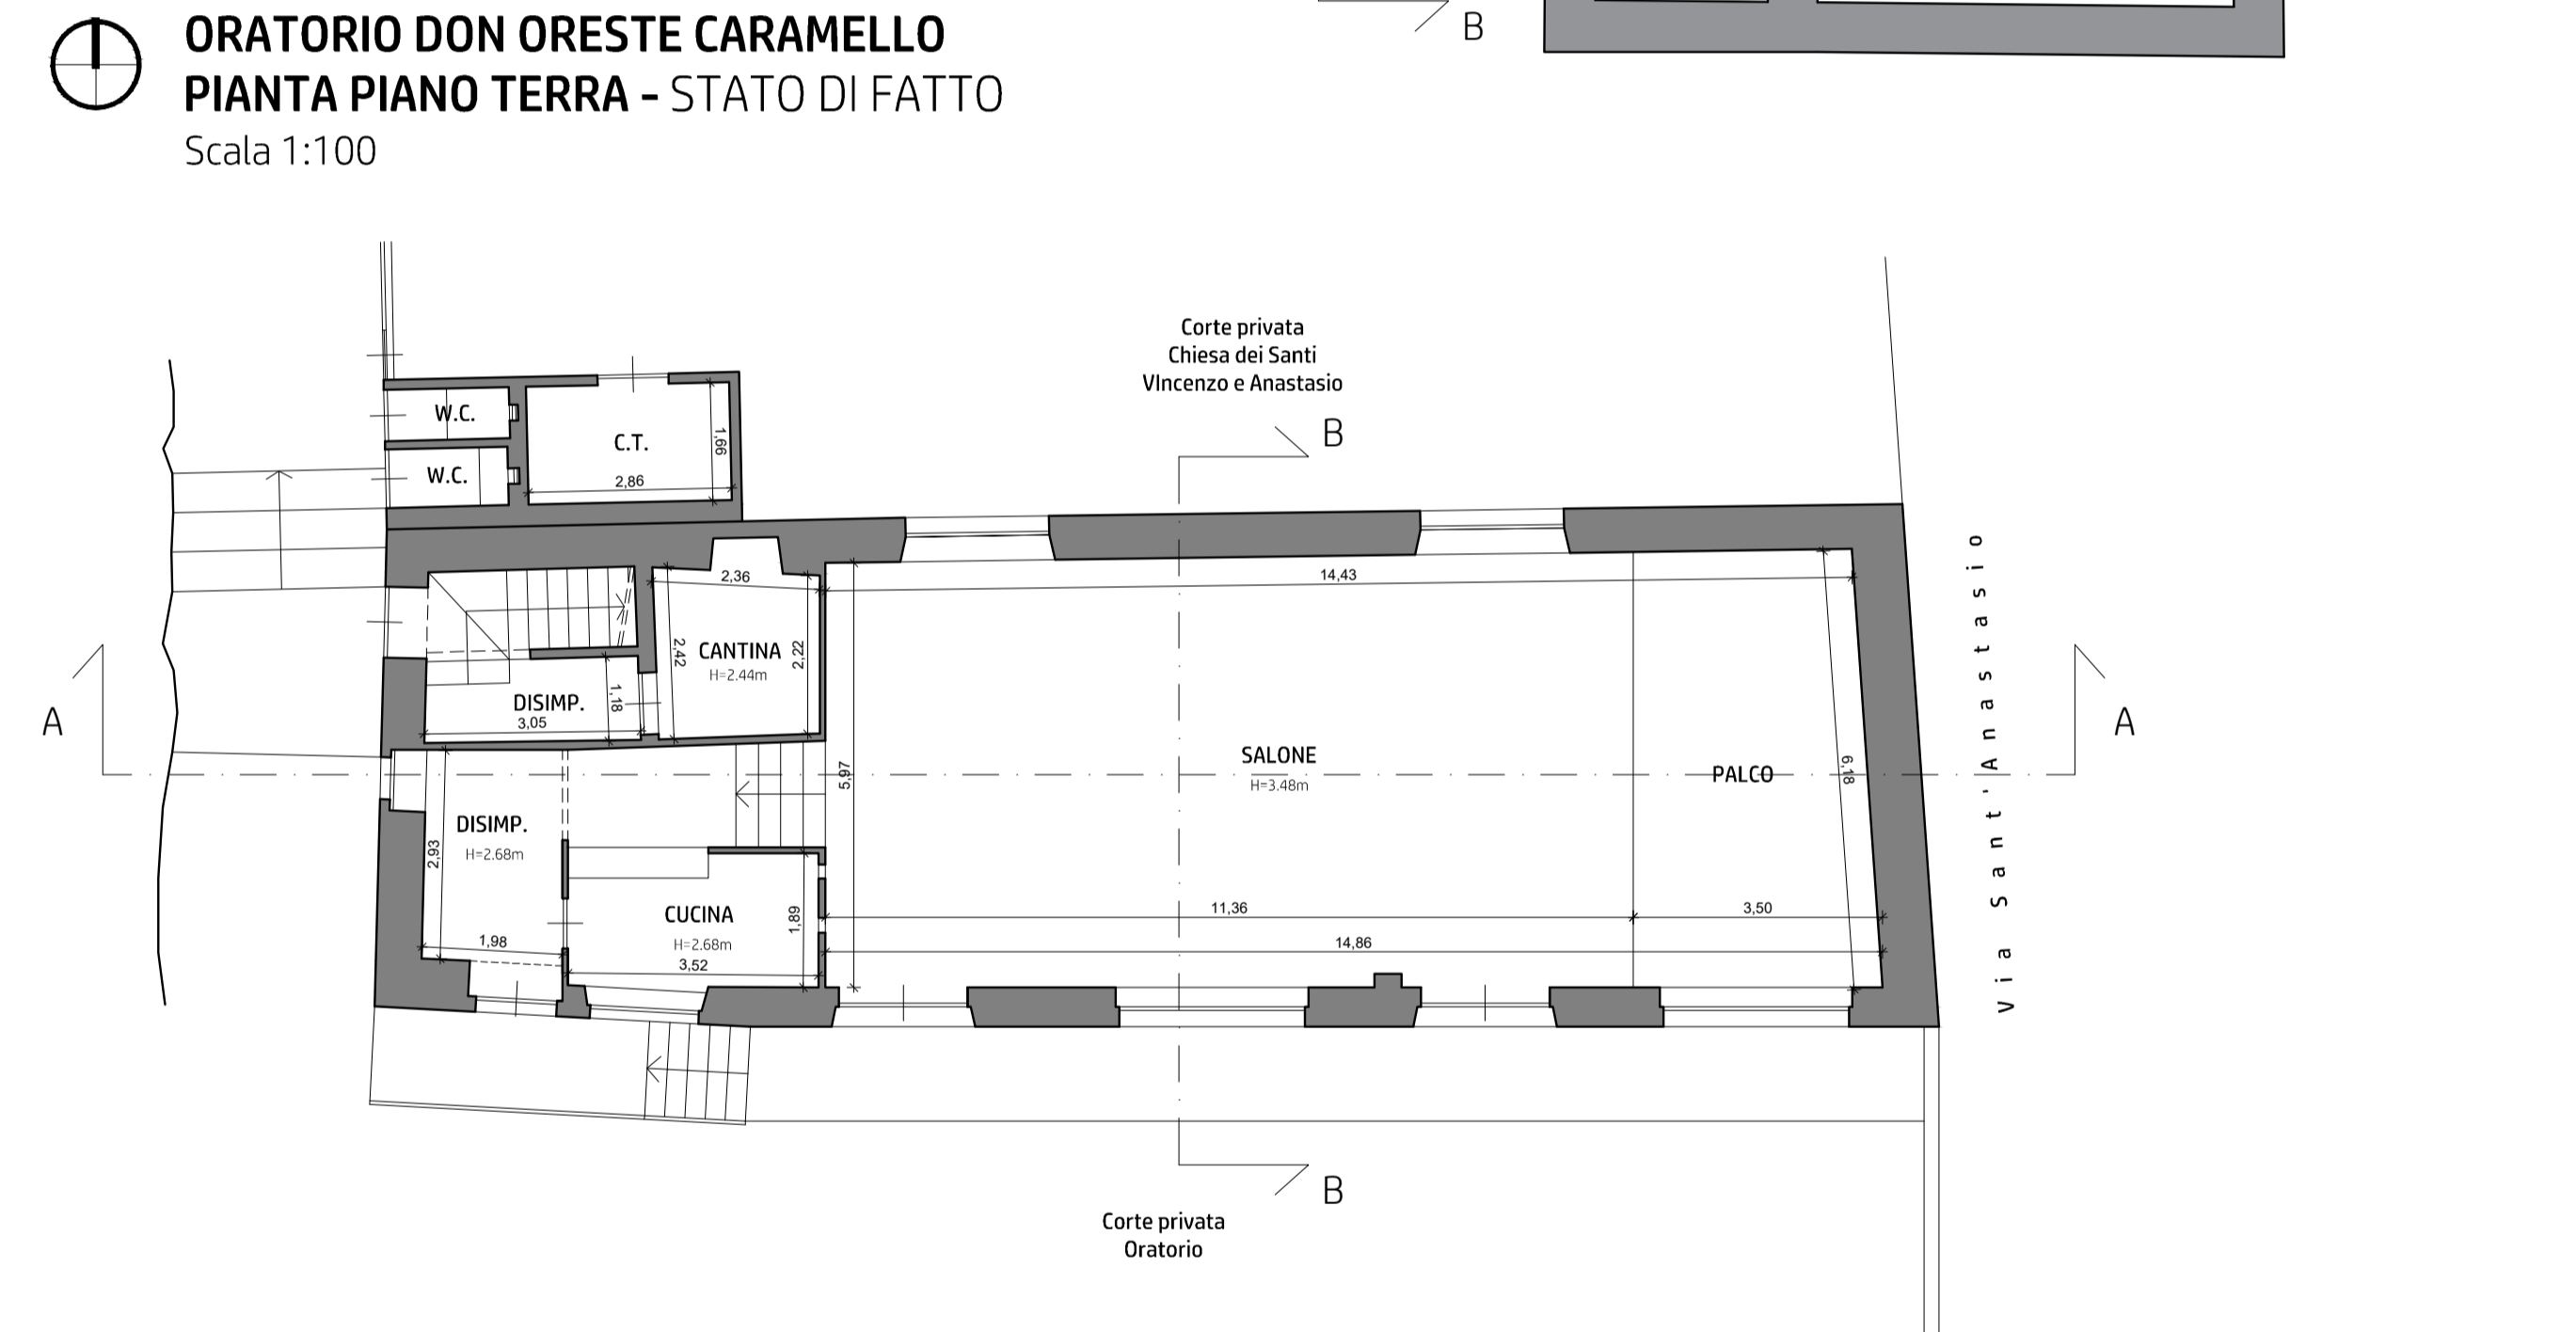 B
ORATORIO DON ORESTE CARAMELLO
PIANTA PIANO TERRA - STATO DI FATTO
Scala 1:100
Corte privata
Chiesa dei Santi
VIncenzo e Anastasio
B
W.C.
W.C.
C.T.
1,66
2,86
2,36
14,43
2,42
CANTINA
H=2.44m
2,22
DISIMP.
1,18
3,05
A
A
SALONE
H=3.48m
5,97
PALCO
6,18
Via Sant'Anastasio
DISIMP.
H=2.68m
2,93
1,98
CUCINA
H=2.68m
1,89
3,52
11,36
3,50
14,86
B
Corte privata
Oratorio